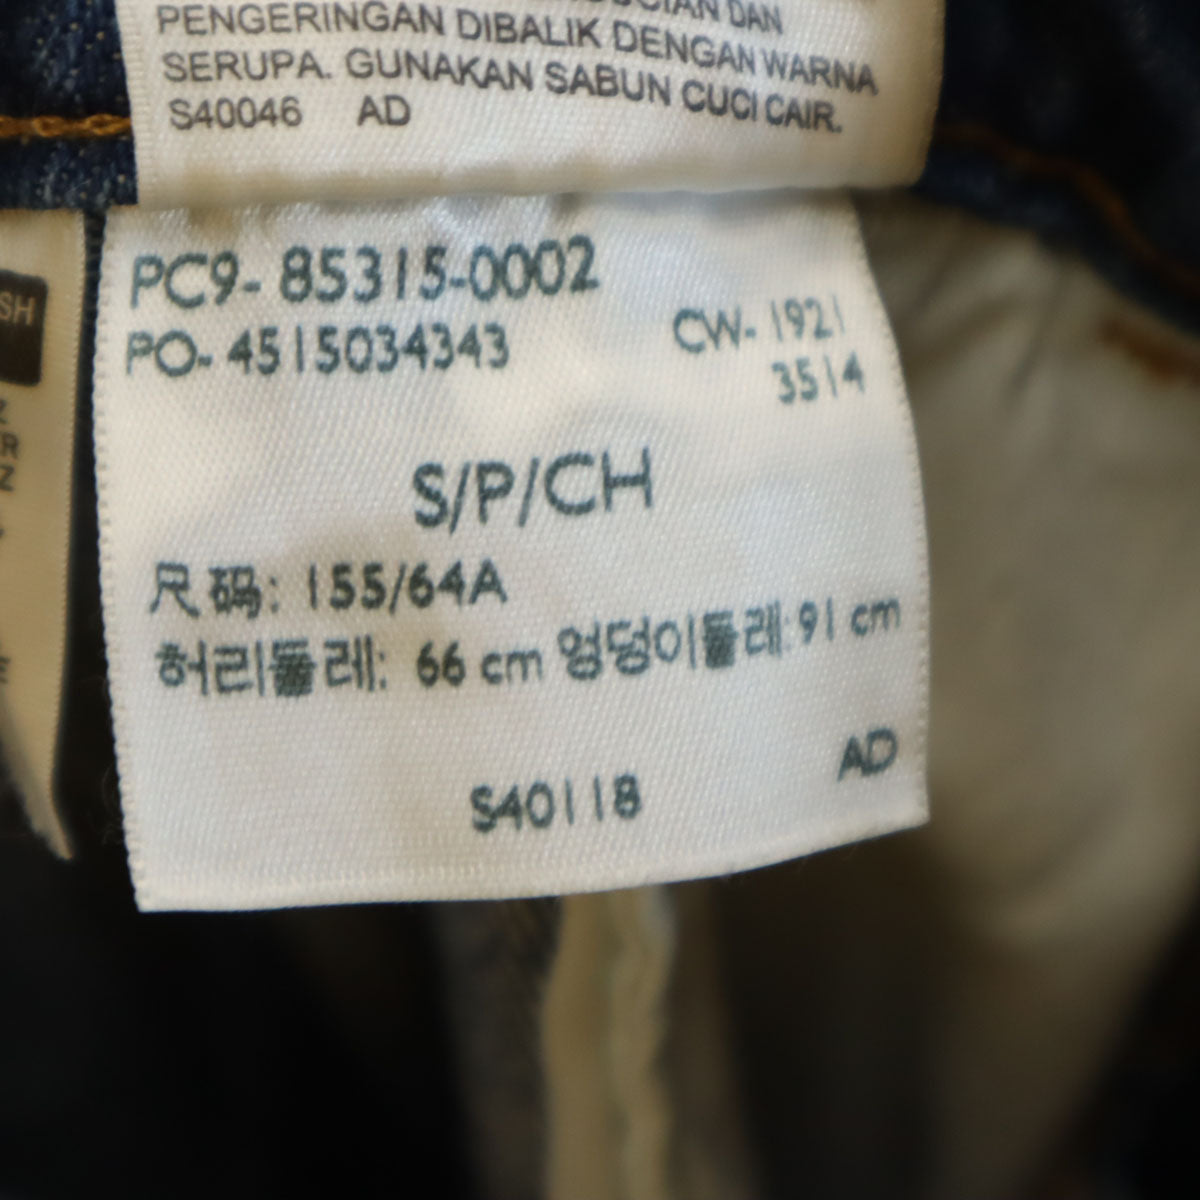 DAN
PENGERINGAN DIBALIK DENGAN WARNA
SERUPA. GUNAKAN SABUN CUCI CAIR.
S40046 AD
SH
PC9- 85315-0002
PO- 4515034343
CW- 1921
3514
S/P/CH
尺码: 155/64A
허리둘레: 66 cm 엉덩이둘레: 91 cm
AD
S40118